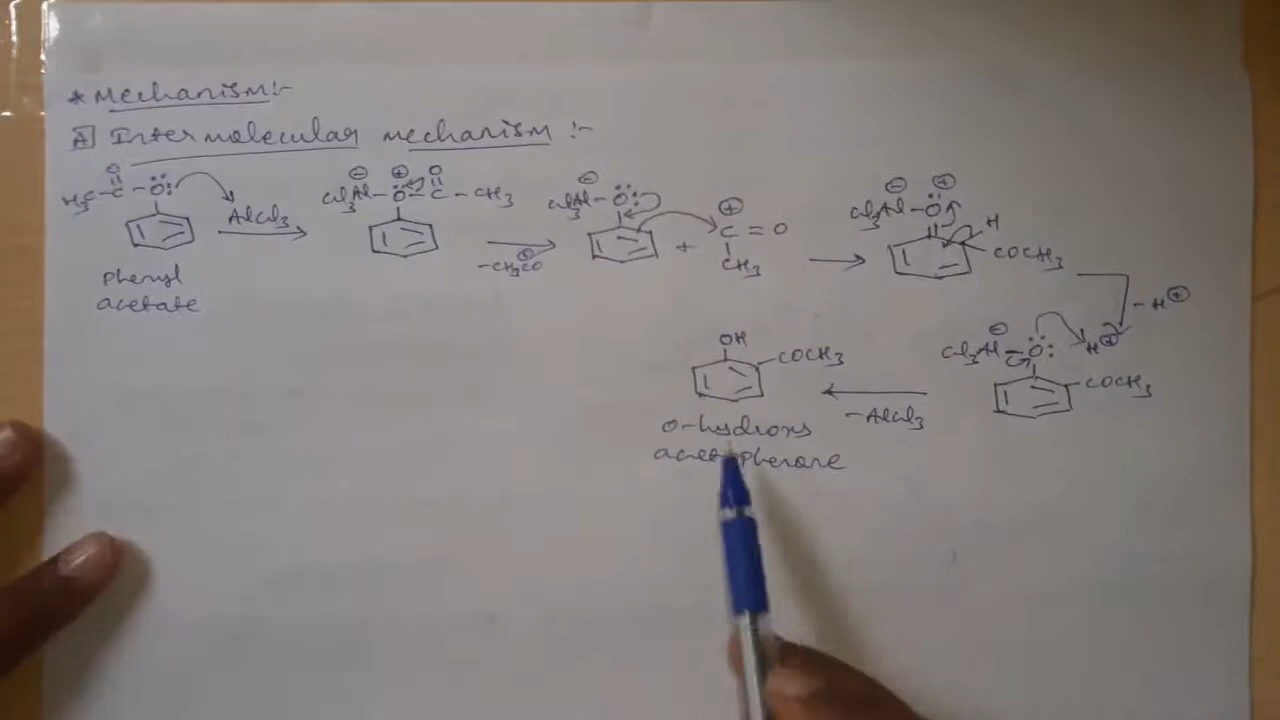 * Mechanism:-
A Intermolecular mechanism :-
H3C-C-O: AlCl3
Cl3Al-O-C-CH3
-CH3CO
Cl3Al-O:
+
C=O
CH3
Cl3Al-O
H
COCH3
-H
Phenyl
acetate
Cl3Al-O: H
COCH3
-AlCl3
OH
COCH3
o-hydroxy
acetophenone